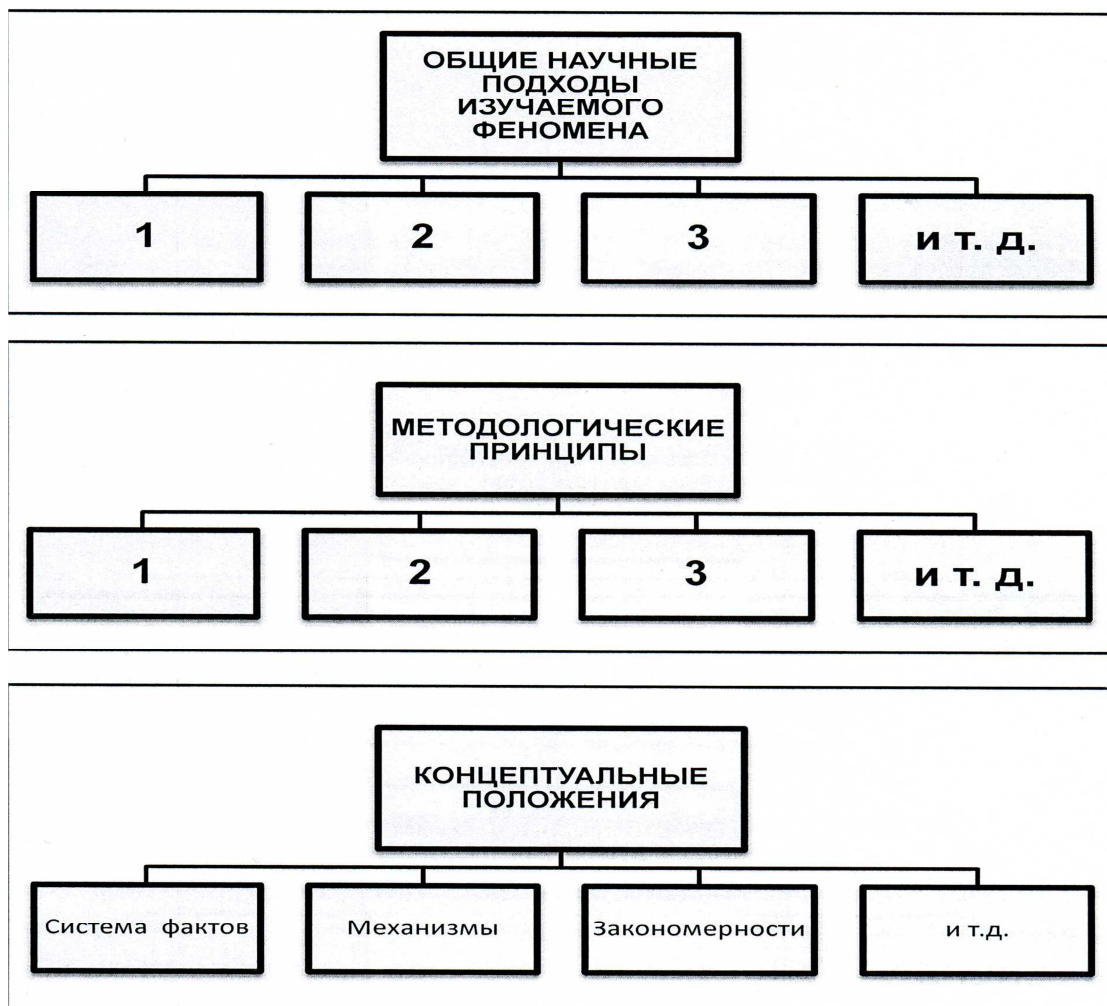 ОБЩИЕ НАУЧНЫЕ
ПОДХОДЫ
ИЗУЧАЕМОГО
ФЕНОМЕНА
1
2
3
и т. д.
МЕТОДОЛОГИЧЕСКИЕ
ПРИНЦИПЫ
1
2
3
и т. д.
КОНЦЕПТУАЛЬНЫЕ
ПОЛОЖЕНИЯ
Система фактов
Механизмы
Закономерности
и т.д.